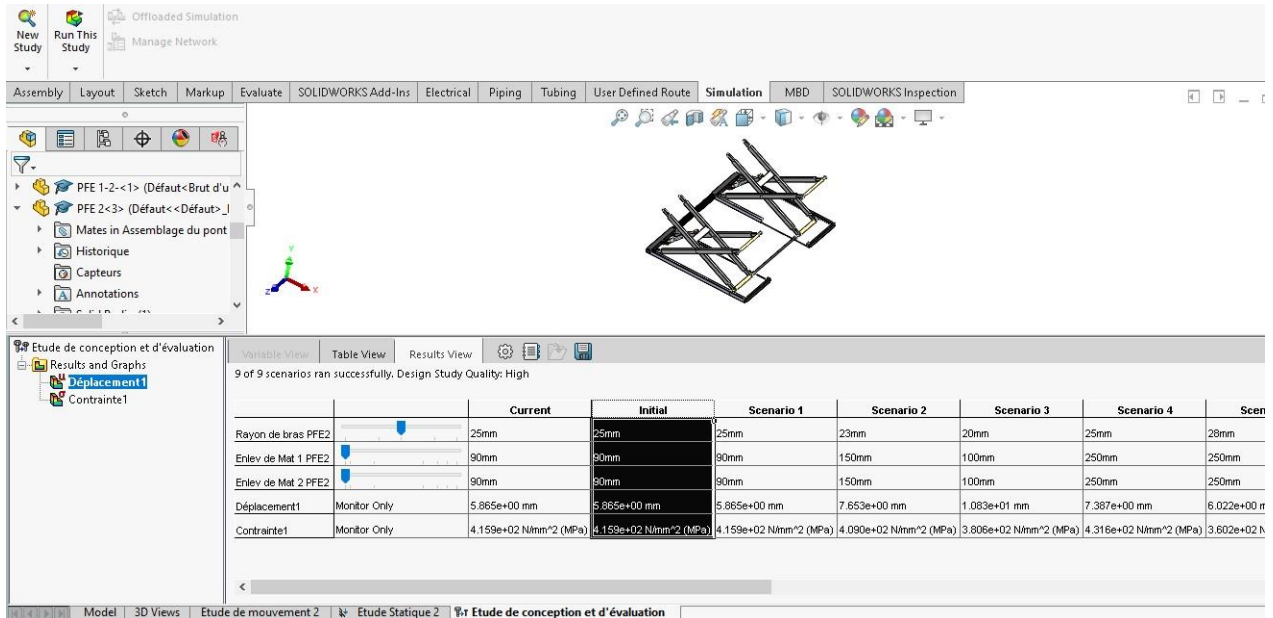 New Study
Run This Study
Offloaded Simulation
Manage Network
Assembly Layout Sketch Markup Evaluate SOLIDWORKS Add-Ins Electrical Piping Tubing User Defined Route Simulation MBD SOLIDWORKS Inspection
PFE 1-2-<1> (Défaut<Brut d'u
PFE 2<3> (Défaut<<Défaut>_
Mates in Assemblage du pont
Historique
Capteurs
Annotations
y
z
x
Etude de conception et d'évaluation
Results and Graphs
Déplacement1
Contrainte1
Variable View Table View Results View
9 of 9 scenarios ran successfully. Design Study Quality: High
Current Initial Scenario 1 Scenario 2 Scenario 3 Scenario 4 Scen
Rayon de bras PFE2 25mm 25mm 25mm 23mm 20mm 25mm 28mm
Enlev de Mat 1 PFE2 90mm 90mm 90mm 150mm 100mm 250mm 250mm
Enlev de Mat 2 PFE2 90mm 90mm 90mm 150mm 100mm 250mm 250mm
Déplacement1 Monitor Only 5.865e+00 mm 5.865e+00 mm 5.865e+00 mm 7.653e+00 mm 1.083e+01 mm 7.387e+00 mm 6.022e+00 m
Contrainte1 Monitor Only 4.159e+02 N/mm^2 (MPa) 4.159e+02 N/mm^2 (MPa) 4.159e+02 N/mm^2 (MPa) 4.090e+02 N/mm^2 (MPa) 3.806e+02 N/mm^2 (MPa) 4.316e+02 N/mm^2 (MPa) 3.602e+02 N
Model 3D Views Etude de mouvement 2 Etude Statique 2 Etude de conception et d'évaluation